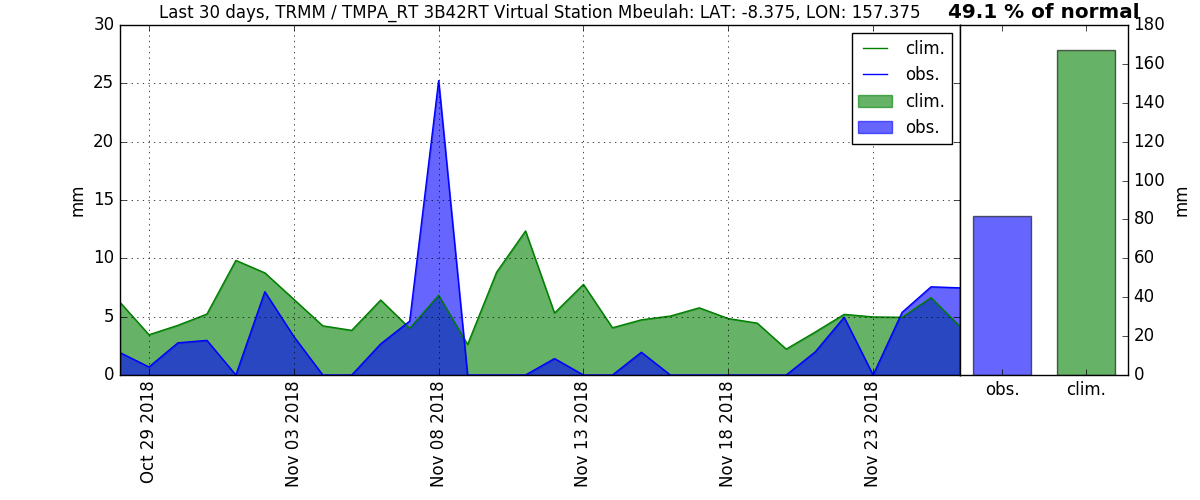 Last 30 days, TRMM / TMPA_RT 3B42RT Virtual Station Mbeulah: LAT: -8.375, LON: 157.375
49.1 % of normal
30
25
20
15
10
5
0
mm
clim.
obs.
clim.
obs.
Oct 29 2018
Nov 03 2018
Nov 08 2018
Nov 13 2018
Nov 18 2018
Nov 23 2018
180
160
140
120
100
80
60
40
20
0
mm
obs.
clim.